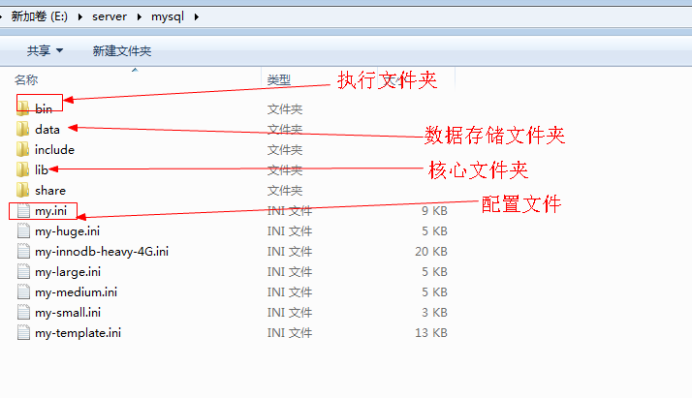 新加卷 (E:) ▸ server ▸ mysql ▸
共享 ▼ 新建文件夹
名称 类型 大小
执行文件夹
bin 文件夹
data 文件夹
数据存储文件夹
include 文件夹
lib 文件夹
核心文件夹
share 文件夹
my.ini INI 文件 9 KB
配置文件
my-huge.ini INI 文件 5 KB
my-innodb-heavy-4G.ini INI 文件 20 KB
my-large.ini INI 文件 5 KB
my-medium.ini INI 文件 5 KB
my-small.ini INI 文件 3 KB
my-template.ini INI 文件 13 KB